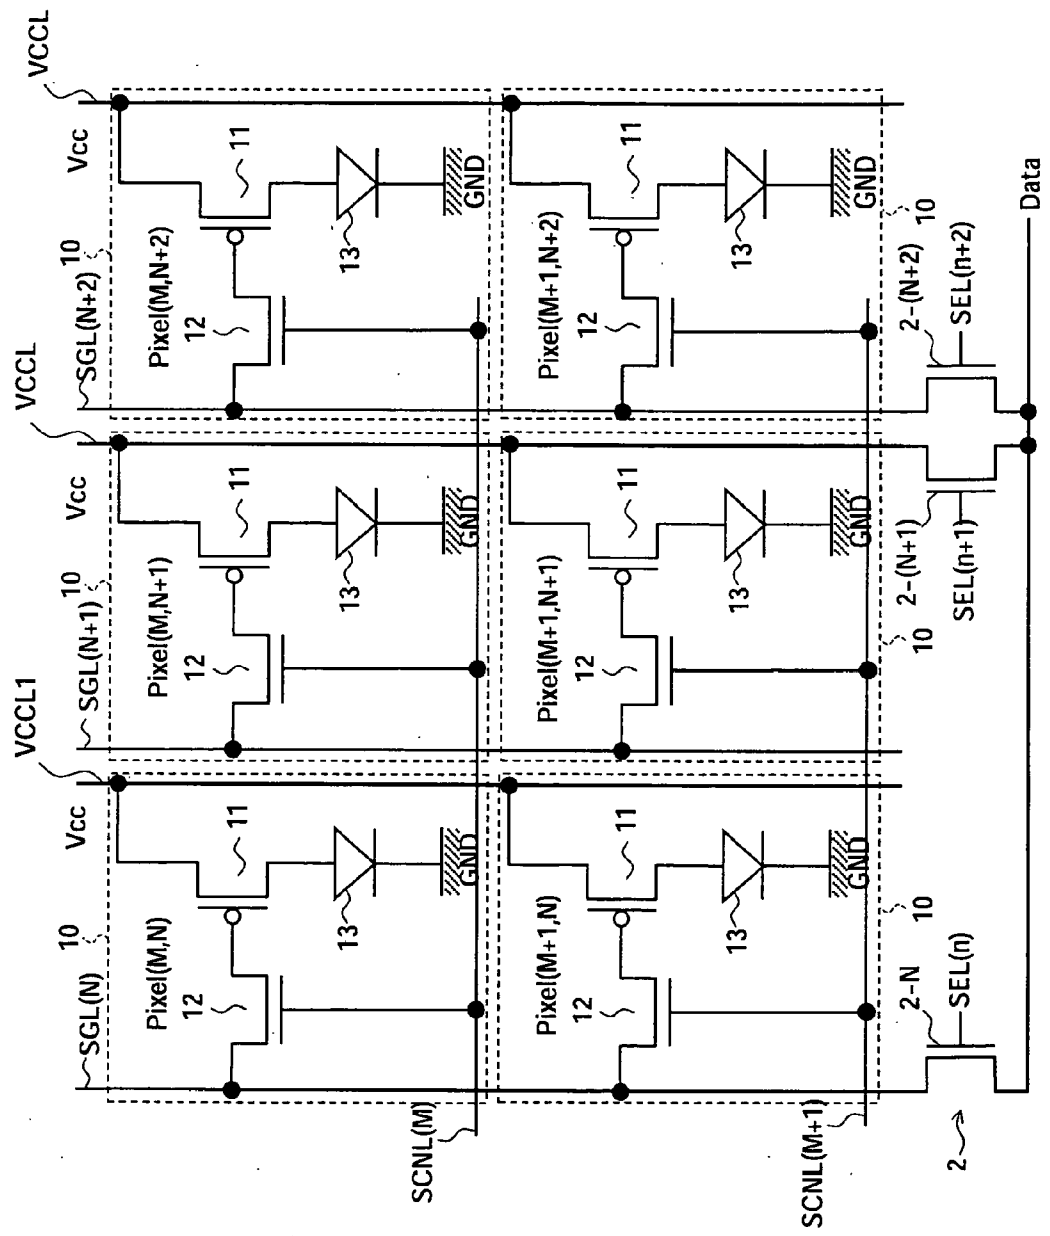 VCCL1
VCCL
VCCL
SGL(N)
10
Vcc
SGL(N+1)
10
Vcc
SGL(N+2)
10
Vcc
Pixel(M,N)
12
11
13
GND
Pixel(M,N+1)
12
11
13
GND
Pixel(M,N+2)
12
11
13
GND
SCNL(M)
Pixel(M+1,N)
12
11
13
GND
Pixel(M+1,N+1)
12
11
13
GND
Pixel(M+1,N+2)
12
11
13
GND
SCNL(M+1)
10
10
10
2
2-N
SEL(n)
2-(N+1)
SEL(n+1)
2-(N+2)
SEL(n+2)
Data